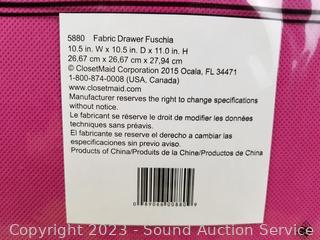 5880 Fabric Drawer Fuschia
10.5 in. W x 10.5 in. D x 11.0 in. H
26,67 cm x 26,67 cm x 27,94 cm
© ClosetMaid Corporation 2015 Ocala, FL 34471
1-800-874-0008 (USA, Canada)
www.closetmaid.com
Manufacturer reserves the right to change specifications
without notice.
Le fabricant se réserve le droit de modifier les données
techniques sans préavis.
El fabricante se reserva el derecho a cambiar las
especificaciones sin previo aviso.
Products of China/Produits de la China/Productos de China
Copyright 2023 - Sound Auction Service